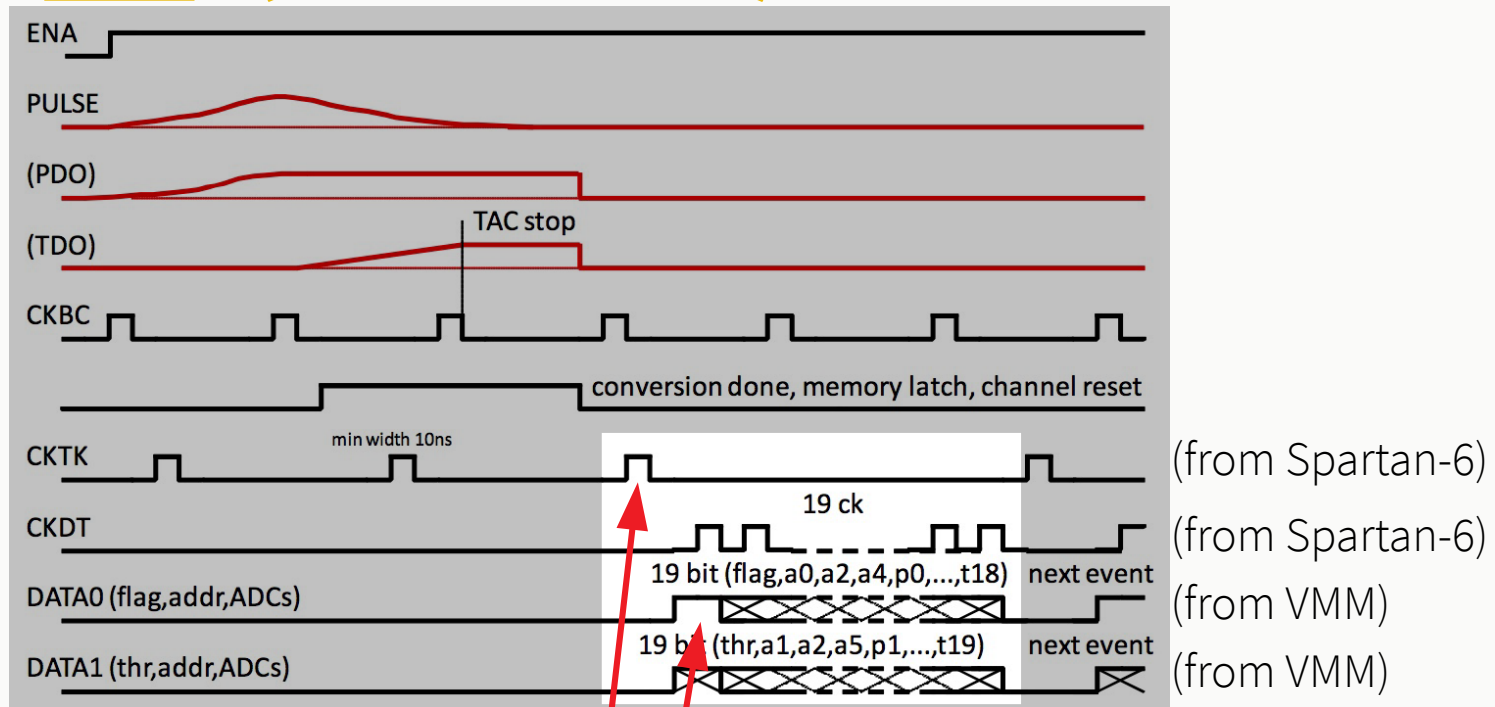 ENA
PULSE
(PDO)
TAC stop
(TDO)
CKBC
conversion done, memory latch, channel reset
min width 10ns
CKTK
(from Spartan-6)
19 ck
CKDT
(from Spartan-6)
19 bit (flag,a0,a2,a4,p0,...,t18) next event
DATA0 (flag,addr,ADCs)
(from VMM)
19 bit (thr,a1,a2,a5,p1,...,t19) next event
DATA1 (thr,addr,ADCs)
(from VMM)